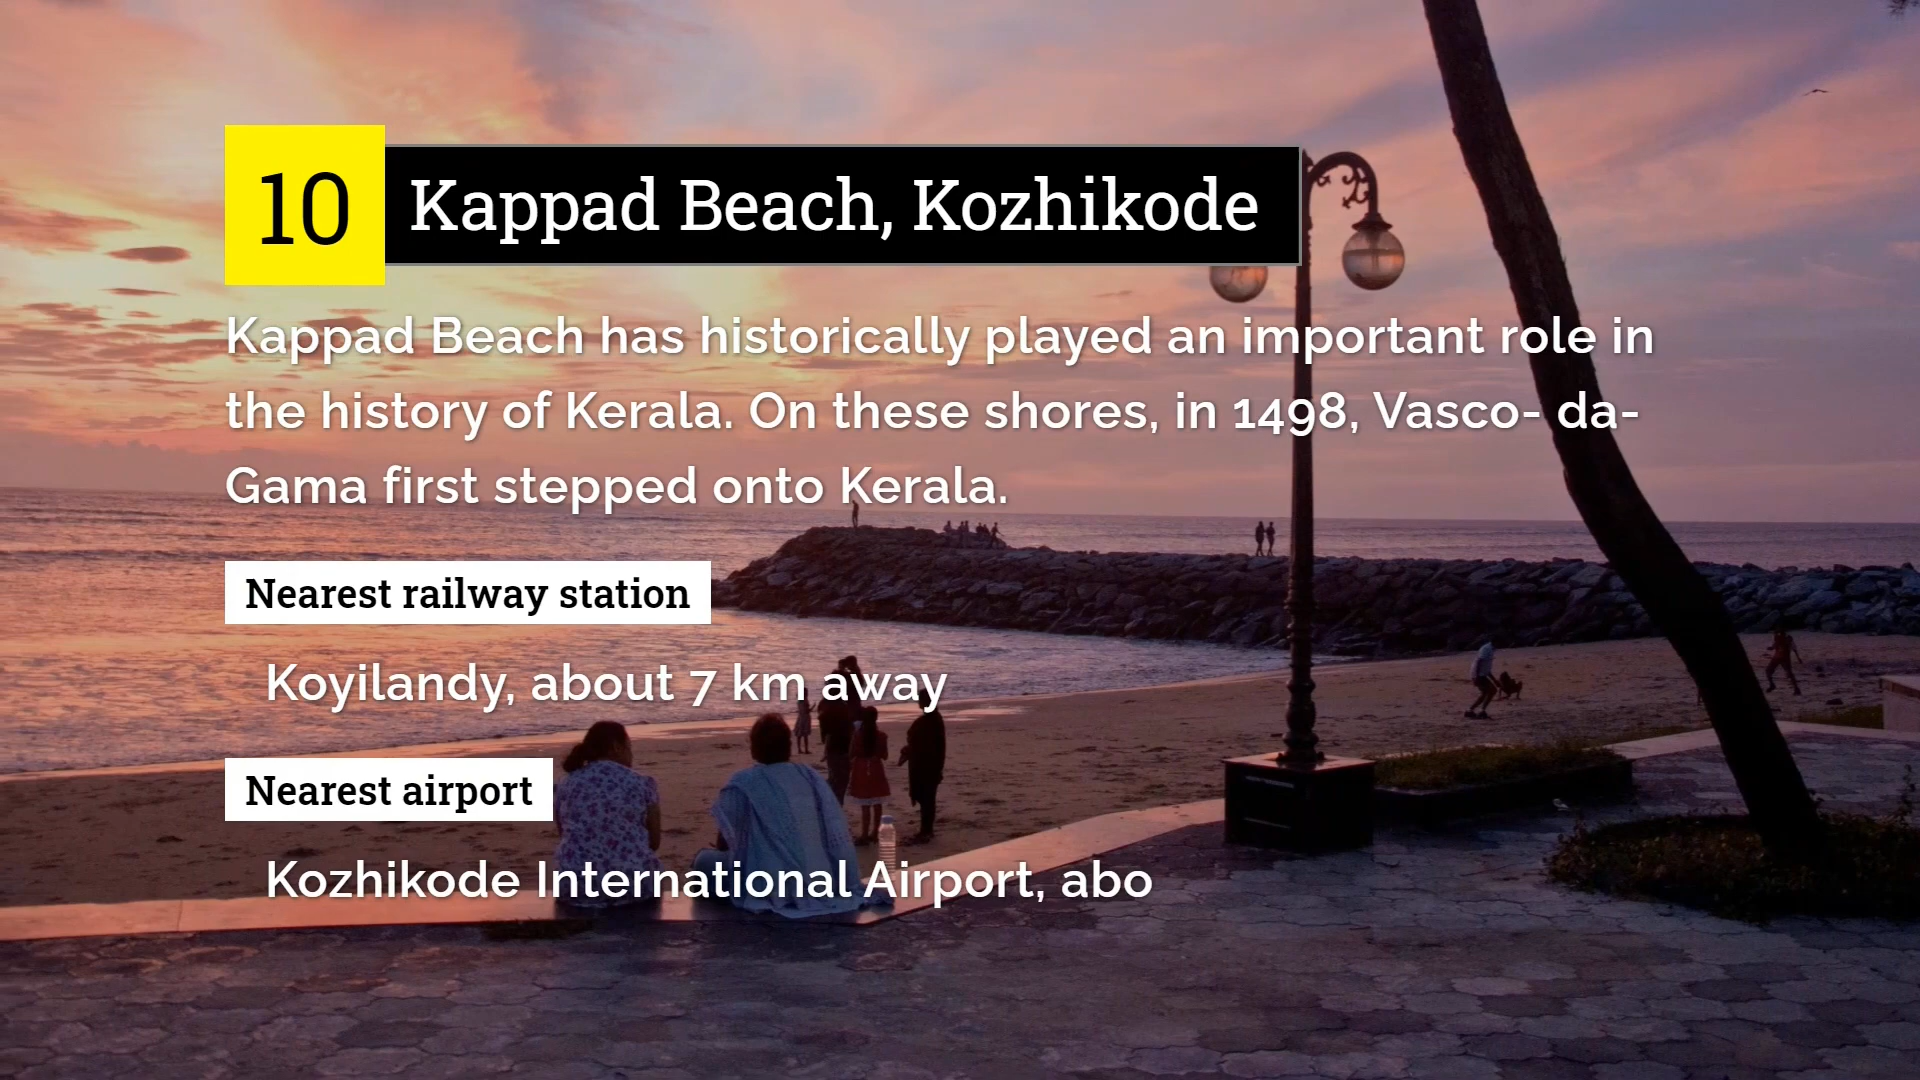 10
Kappad Beach, Kozhikode
Kappad Beach has historically played an important role in
the history of Kerala. On these shores, in 1498, Vasco- da-
Gama first stepped onto Kerala.
Nearest railway station
Koyilandy, about 7 km away
Nearest airport
Kozhikode International Airport, abo